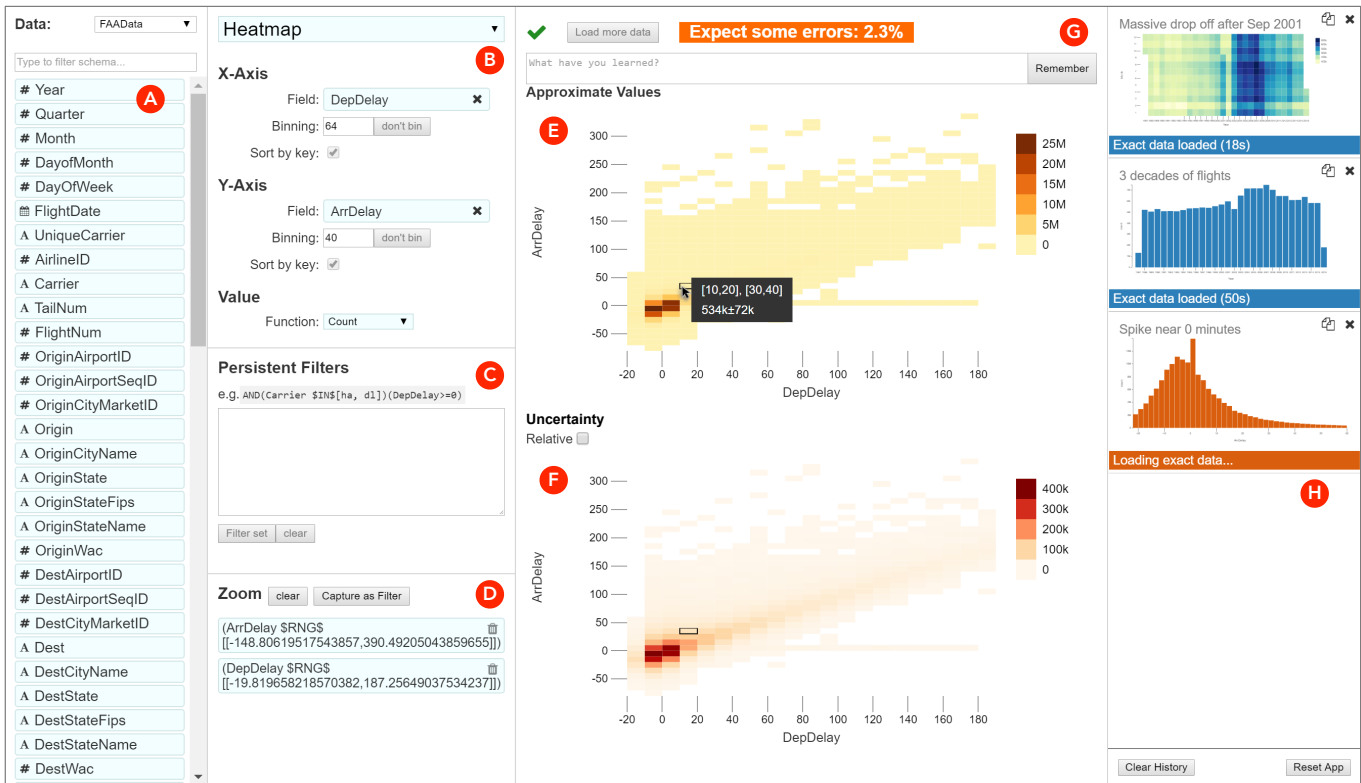 Data:
FAAData
Type to filter schema...
# Year
A
# Quarter
# Month
# DayofMonth
# DayOfWeek
FlightDate
A UniqueCarrier
# AirlineID
A Carrier
A TailNum
# FlightNum
# OriginAirportID
# OriginAirportSeqID
# OriginCityMarketID
A Origin
A OriginCityName
A OriginState
A OriginStateFips
A OriginStateName
# OriginWac
# DestAirportID
# DestAirportSeqID
# DestCityMarketID
A Dest
A DestCityName
A DestState
A DestStateFips
A DestStateName
# DestWac
Heatmap
B
X-Axis
Field: DepDelay
Binning: 64 don't bin
Sort by key:
Y-Axis
Field: ArrDelay
Binning: 40 don't bin
Sort by key:
Value
Function: Count
Persistent Filters
C
e.g. AND(Carrier $IN$[ha, dl])(DepDelay>=0)
Filter set clear
Zoom clear Capture as Filter
D
(ArrDelay $RNG$
[[-148.80619517543857,390.49205043859655]])
(DepDelay $RNG$
[[-19.819658218570382,187.25649037534237]])
Load more data
Expect some errors: 2.3%
G
What have you learned?
Remember
Approximate Values
E
300
250
200
150
100
50
0
-50
ArrDelay
-20 0 20 40 60 80 100 120 140 160 180
DepDelay
25M
20M
15M
10M
5M
0
[10,20], [30,40]
534k±72k
Uncertainty
Relative
F
300
250
200
150
100
50
0
-50
ArrDelay
-20 0 20 40 60 80 100 120 140 160 180
DepDelay
400k
300k
200k
100k
0
Massive drop off after Sep 2001
Exact data loaded (18s)
3 decades of flights
Exact data loaded (50s)
Spike near 0 minutes
Loading exact data...
H
Clear History
Reset App